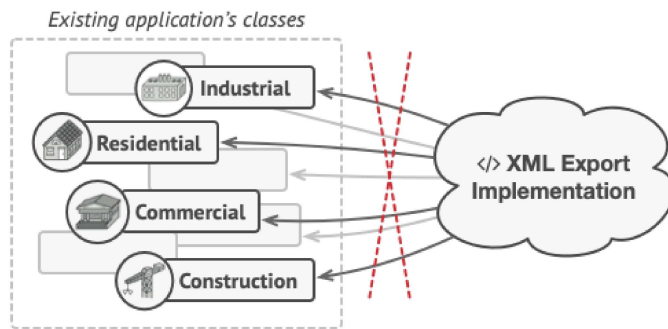 Existing application's classes
Industrial
Residential
Commercial
Construction
</> XML Export
Implementation